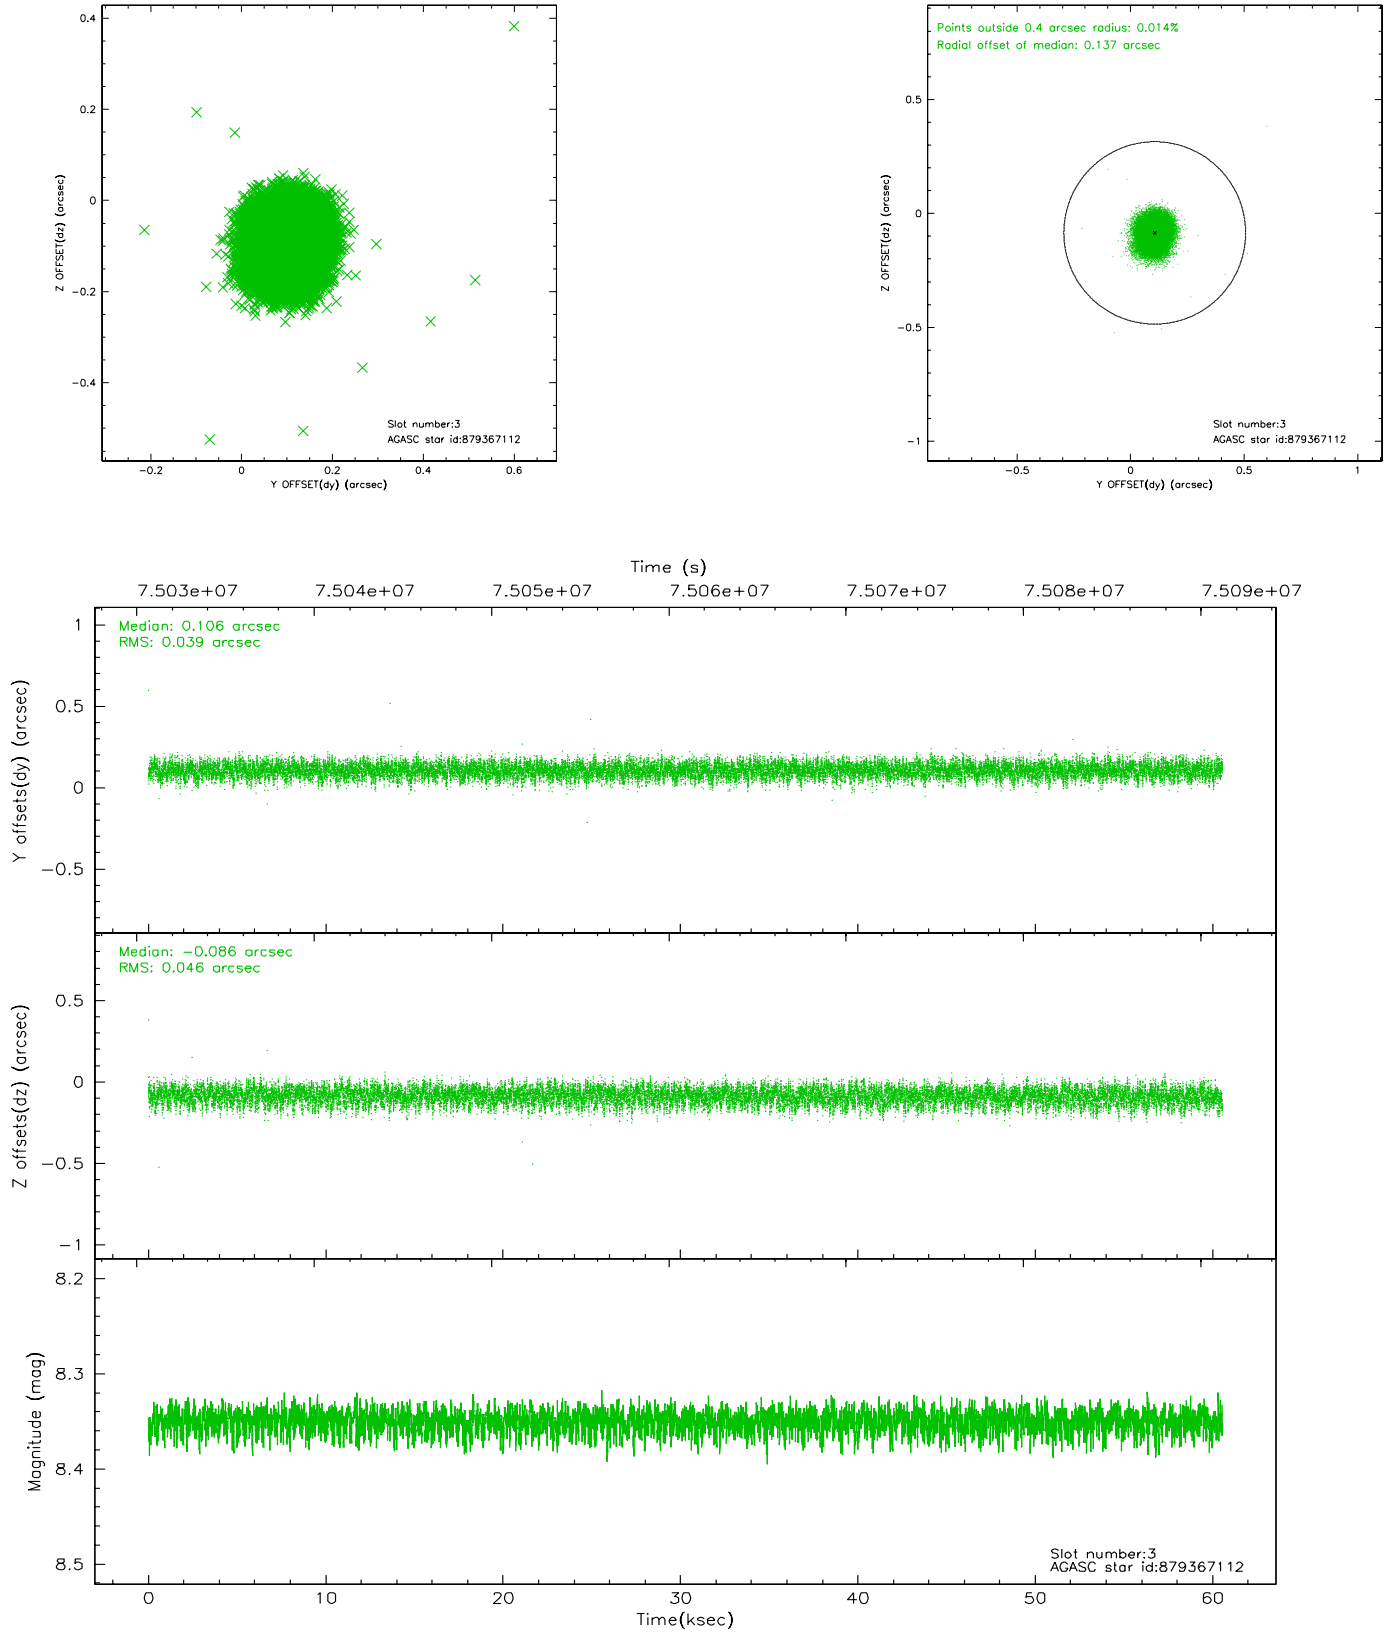 0.4
0.2
0
−0.2
−0.4
Z OFFSET(dz) (arcsec)
Slot number:3
AGASC star id:879367112
−0.2 0 0.2 0.4 0.6
Y OFFSET(dy) (arcsec)
Points outside 0.4 arcsec radius: 0.014%
Radial offset of median: 0.137 arcsec
0.5
0
−0.5
−1
Z OFFSET(dz) (arcsec)
Slot number:3
AGASC star id:879367112
−0.5 0 0.5 1
Y OFFSET(dy) (arcsec)
Time (s)
7.503e+07 7.504e+07 7.505e+07 7.506e+07 7.507e+07 7.508e+07 7.509e+07
Median: 0.106 arcsec
RMS: 0.039 arcsec
1
0.5
0
−0.5
Y offsets(dy) (arcsec)
Median: −0.086 arcsec
RMS: 0.046 arcsec
0.5
0
−0.5
−1
Z offsets(dz) (arcsec)
8.2
8.3
8.4
8.5
Magnitude (mag)
Slot number:3
AGASC star id:879367112
0 10 20 30 40 50 60
Time(ksec)